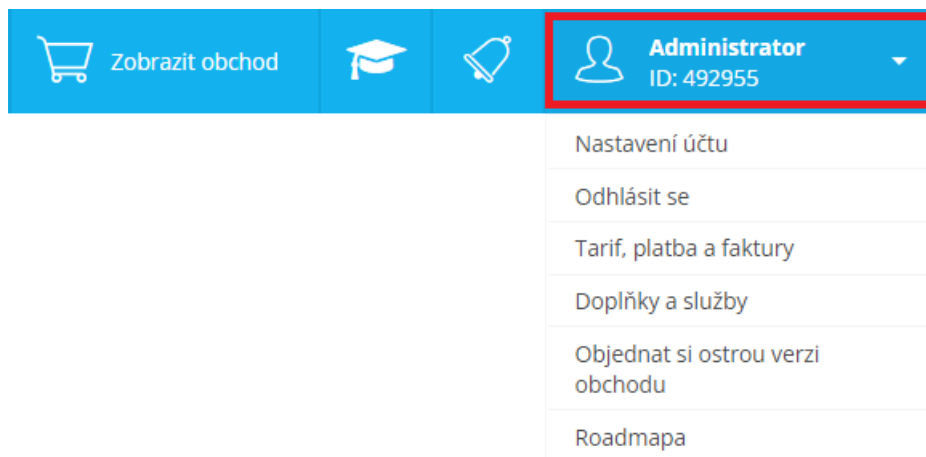 Zobrazit obchod
Administrator
ID: 492955
Nastavení účtu
Odhlásit se
Tarif, platba a faktury
Doplňky a služby
Objednat si ostrou verzi
obchodu
Roadmapa